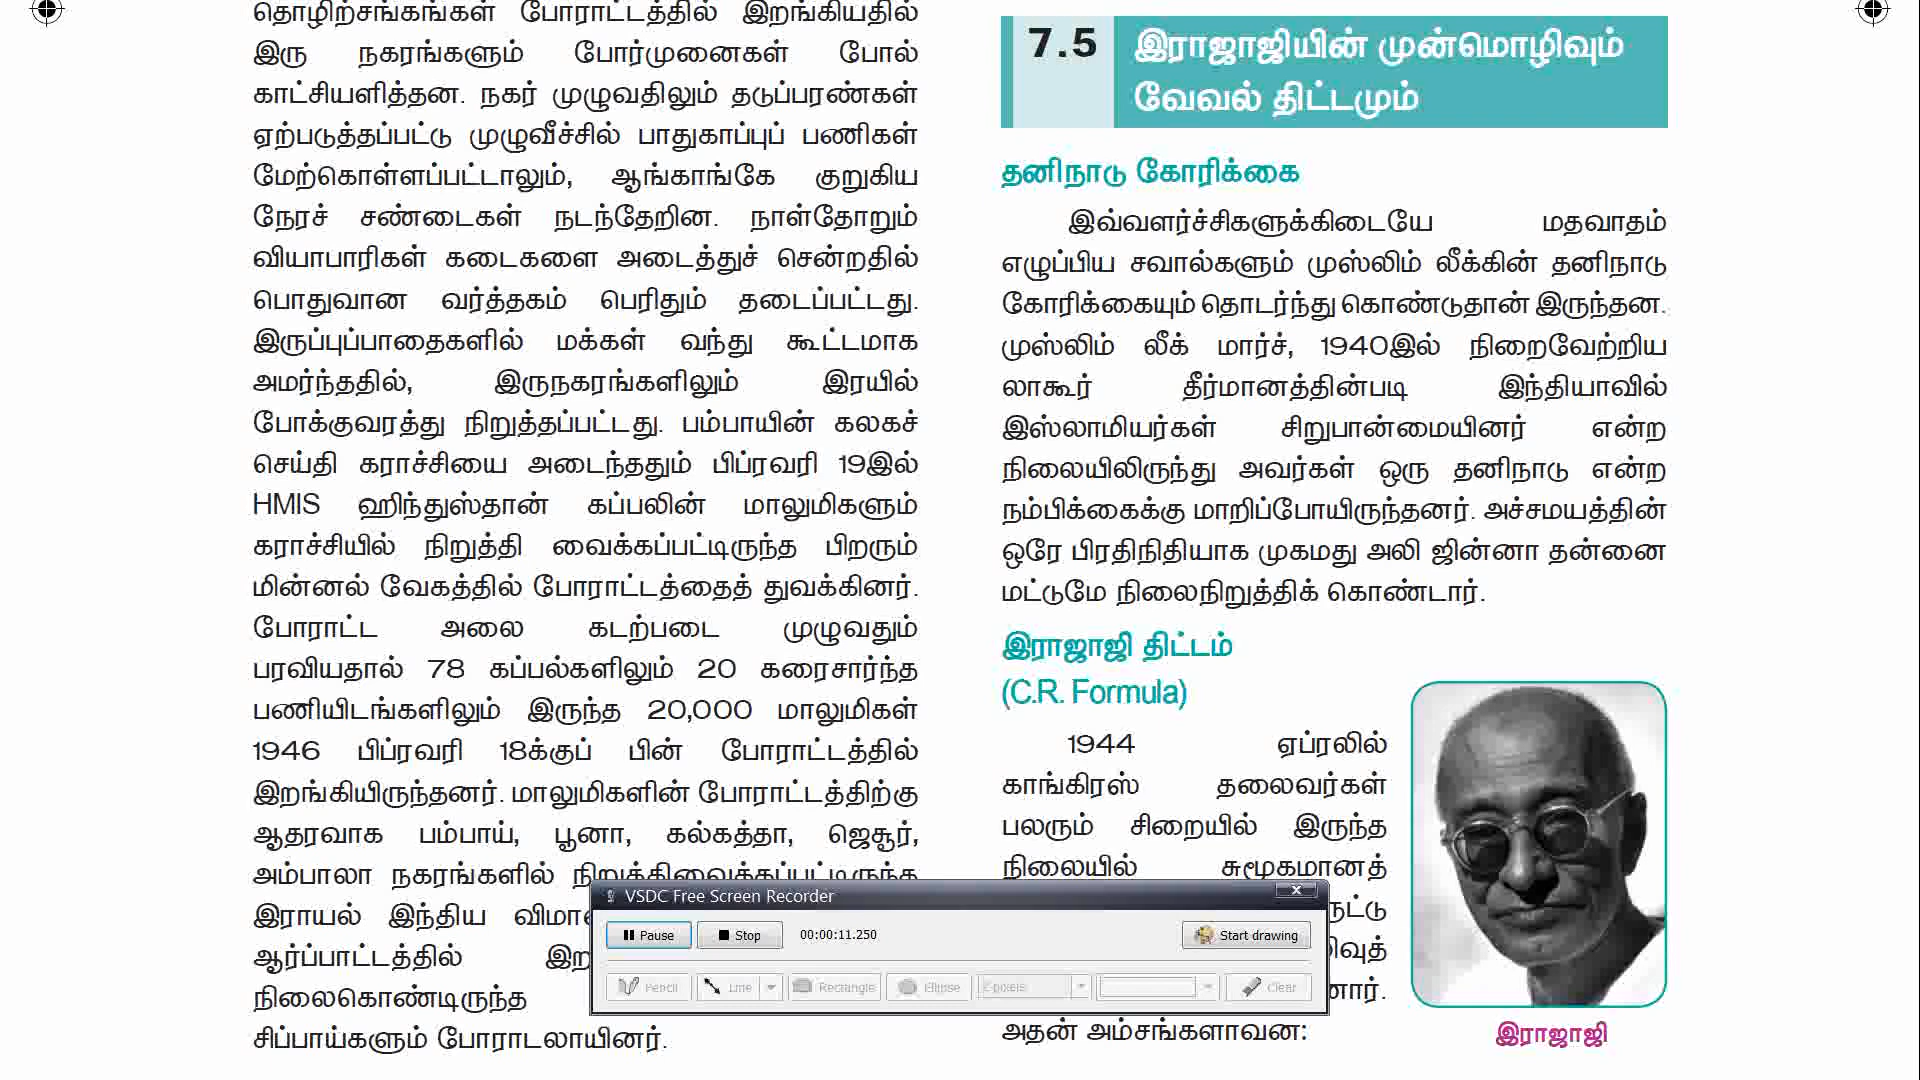 தொழிற்சங்கங்கள் போராட்டத்தில் இறங்கியதில்
இரு நகரங்களும் போர்முனைகள் போல்
காட்சியளித்தன. நகர் முழுவதிலும் தடுப்பரண்கள்
ஏற்படுத்தப்பட்டு முழுவீச்சில் பாதுகாப்புப் பணிகள்
மேற்கொள்ளப்பட்டாலும், ஆங்காங்கே குறுகிய
நேரச் சண்டைகள் நடந்தேறின. நாள்தோறும்
வியாபாரிகள் கடைகளை அடைத்துச் சென்றதில்
பொதுவான வர்த்தகம் பெரிதும் தடைப்பட்டது.
இருப்புப்பாதைகளில் மக்கள் வந்து கூட்டமாக
அமர்ந்ததில், இருநகரங்களிலும் இரயில்
போக்குவரத்து நிறுத்தப்பட்டது. பம்பாயின் கலகச்
செய்தி கராச்சியை அடைந்ததும் பிப்ரவரி 19இல்
HMIS ஹிந்துஸ்தான் கப்பலின் மாலுமிகளும்
கராச்சியில் நிறுத்தி வைக்கப்பட்டிருந்த பிறரும்
மின்னல் வேகத்தில் போராட்டத்தைத் துவக்கினர்.
போராட்ட அலை கடற்படை முழுவதும்
பரவியதால் 78 கப்பல்களிலும் 20 கரைசார்ந்த
பணியிடங்களிலும் இருந்த 20,000 மாலுமிகள்
1946 பிப்ரவரி 18க்குப் பின் போராட்டத்தில்
இறங்கியிருந்தனர். மாலுமிகளின் போராட்டத்திற்கு
ஆதரவாக பம்பாய், பூனா, கல்கத்தா, ஜெசூர்,
அம்பாலா நகரங்களில் நிறுத்திவைக்கப்பட்டிருந்த
இராயல் இந்திய
ஆர்ப்பாட்டத்தில்
நிலைகொண்டிருந்த
சிப்பாய்களும் போராடலாயினர்.
7.5 இராஜாஜியின் முன்மொழிவும்
வேவல் திட்டமும்
தனிநாடு கோரிக்கை
இவ்வளர்ச்சிகளுக்கிடையே மதவாதம்
எழுப்பிய சவால்களும் முஸ்லிம் லீக்கின் தனிநாடு
கோரிக்கையும் தொடர்ந்து கொண்டுதான் இருந்தன.
முஸ்லிம் லீக் மார்ச், 1940இல் நிறைவேற்றிய
லாகூர் தீர்மானத்தின்படி இந்தியாவில்
இஸ்லாமியர்கள் சிறுபான்மையினர் என்ற
நிலையிலிருந்து அவர்கள் ஒரு தனிநாடு என்ற
நம்பிக்கைக்கு மாறிப்போயிருந்தனர். அச்சமயத்தின்
ஒரே பிரதிநிதியாக முகமது அலி ஜின்னா தன்னை
மட்டுமே நிலைநிறுத்திக் கொண்டார்.
இராஜாஜி திட்டம்
(C.R. Formula)
1944 ஏப்ரலில்
காங்கிரஸ் தலைவர்கள்
பலரும் சிறையில் இருந்த
நிலையில் சுமூகமானத்
அதன் அம்சங்களாவன:
இராஜாஜி
VSDC Free Screen Recorder
Pause Stop 00:00:11.250 Start drawing
Pencil Line Rectangle Ellipse 2 pixels Clear